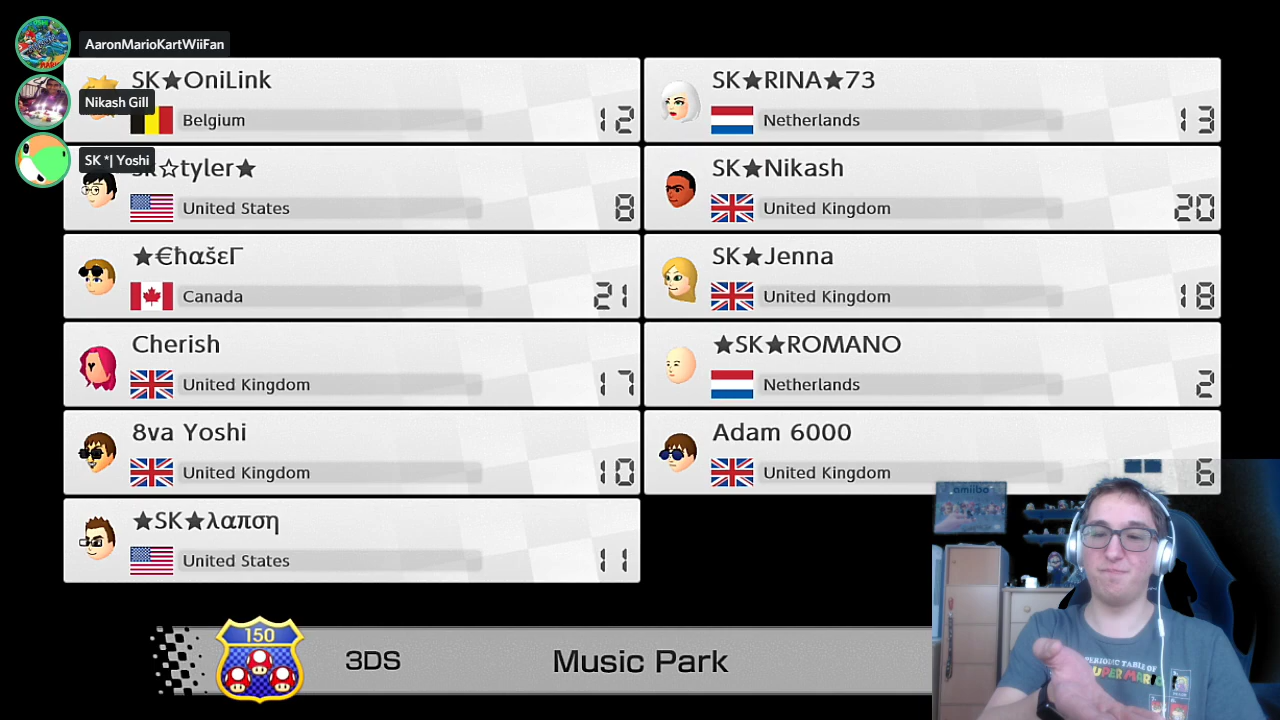 AaronMarioKartWiiFan
SK★OniLink
Nikash Gill
Belgium
12
SK *| Yoshi
SK☆tyler★
United States
8
★€ħαšεΓ
Canada
21
Cherish
United Kingdom
17
8va Yoshi
United Kingdom
10
★SK★λαπση
United States
11
SK★RINA★73
Netherlands
13
SK★Nikash
United Kingdom
20
SK★Jenna
United Kingdom
18
★SK★ROMANO
Netherlands
2
Adam 6000
United Kingdom
6
150
3DS
Music Park
amiibo
PERIODIC TABLE OF
SUPER MARIO